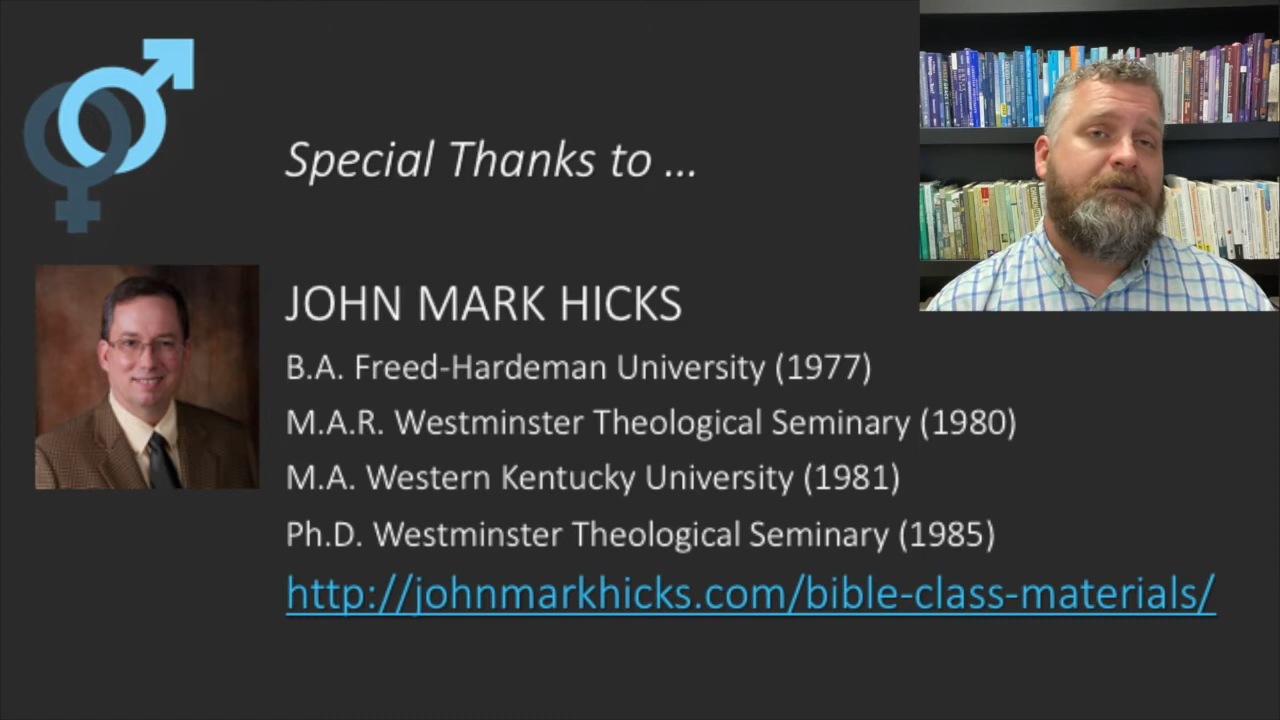 Special Thanks to ...
JOHN MARK HICKS
B.A. Freed-Hardeman University (1977)
M.A.R. Westminster Theological Seminary (1980)
M.A. Western Kentucky University (1981)
Ph.D. Westminster Theological Seminary (1985)
http://johnmarkhicks.com/bible-class-materials/